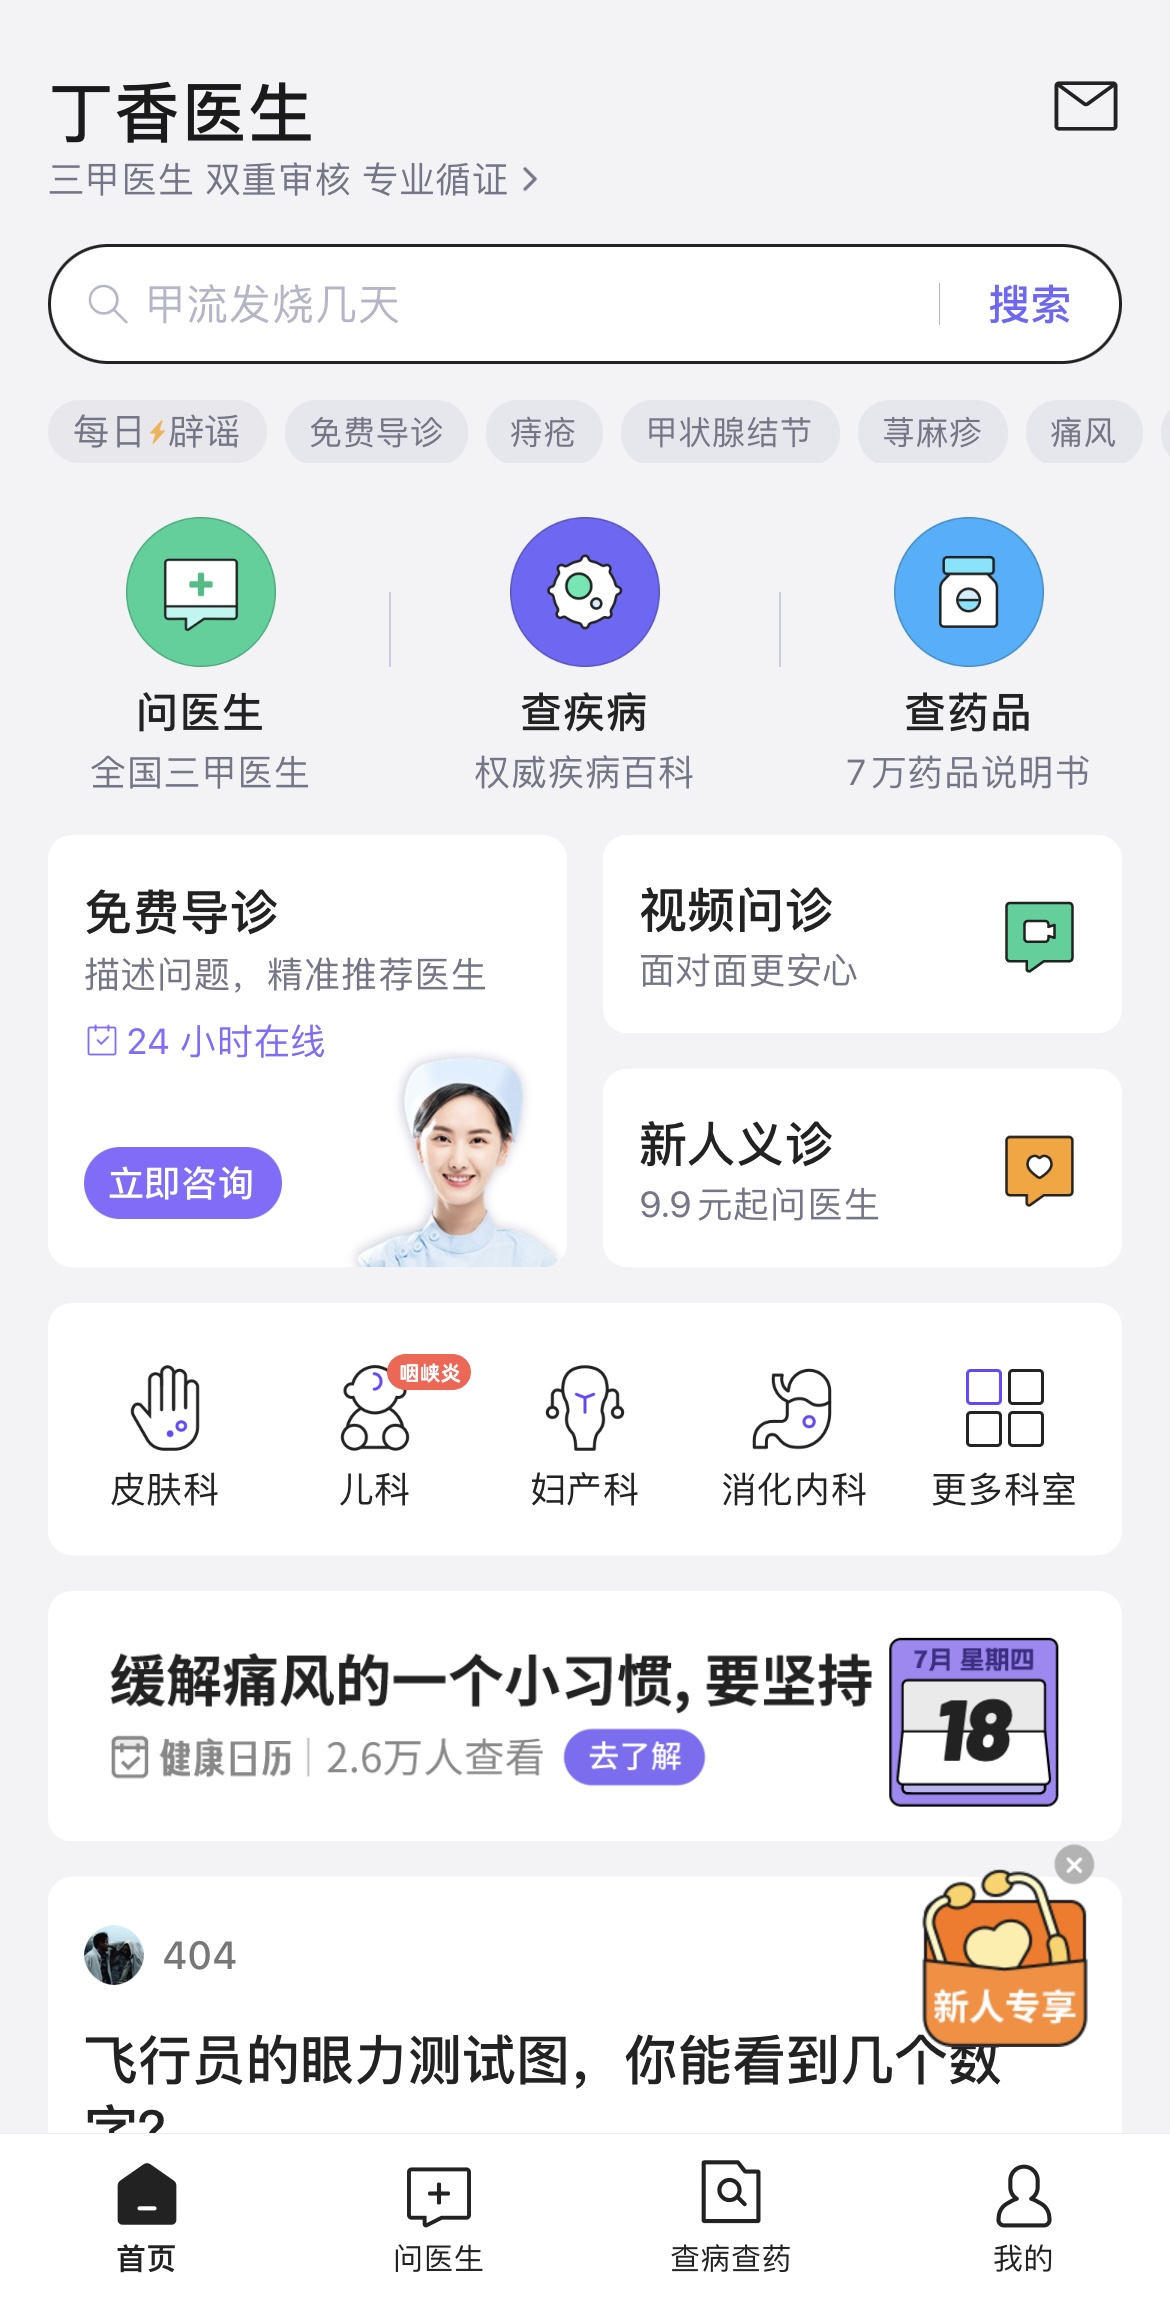 丁香医生
三甲医生 双重审核 专业循证
甲流发烧几天
搜索
每日⚡辟谣 免费导诊 痔疮 甲状腺结节 荨麻疹 痛风
问医生 查疾病 查药品
全国三甲医生 权威疾病百科 7万药品说明书
免费导诊
描述问题，精准推荐医生
24 小时在线
立即咨询
视频问诊
面对面更安心
新人义诊
9.9元起问医生
咽峡炎
皮肤科 儿科 妇产科 消化内科 更多科室
缓解痛风的一个小习惯，要坚持
健康日历 2.6万人查看 去了解
7月 星期四
18
404
新人专享
飞行员的眼力测试图，你能看到几个数
字？
首页 问医生 查病查药 我的